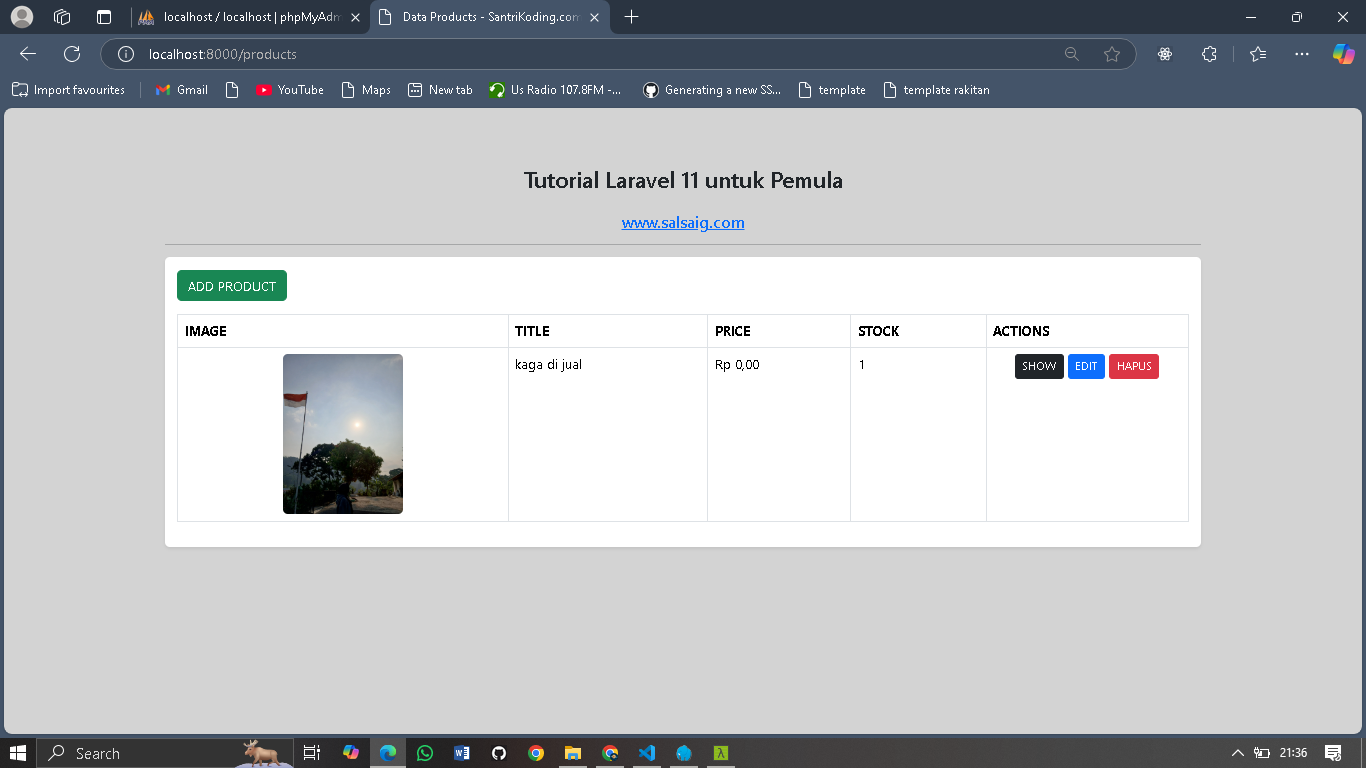 localhost / localhost | phpMyAdm
Data Products - SantriKoding.com
localhost:8000/products
Import favourites
Gmail
YouTube
Maps
New tab
Us Radio 107.8FM -...
Generating a new SS...
template
template rakitan
Tutorial Laravel 11 untuk Pemula
www.salsaig.com
ADD PRODUCT
IMAGE TITLE PRICE STOCK ACTIONS
kaga di jual Rp 0,00 1 SHOW EDIT HAPUS
Search
21:36